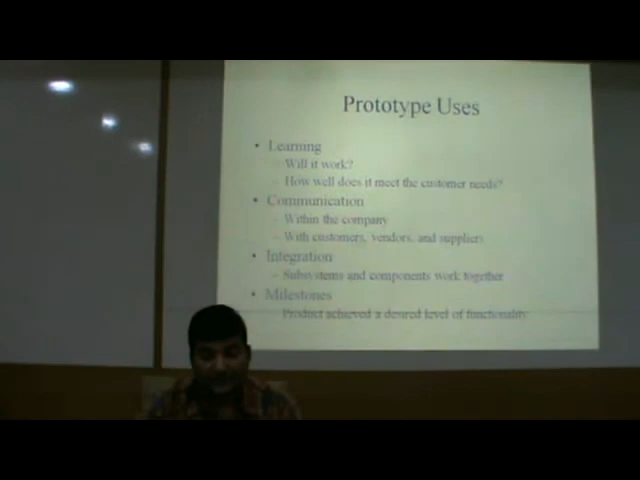 Prototype Uses
• Learning
– Will it work?
– How well does it meet the customer needs?
• Communication
– Within the company
– With customers, vendors, and suppliers
• Integration
– Subsystems and components work together
• Milestones
– Product achieved a desired level of functionality